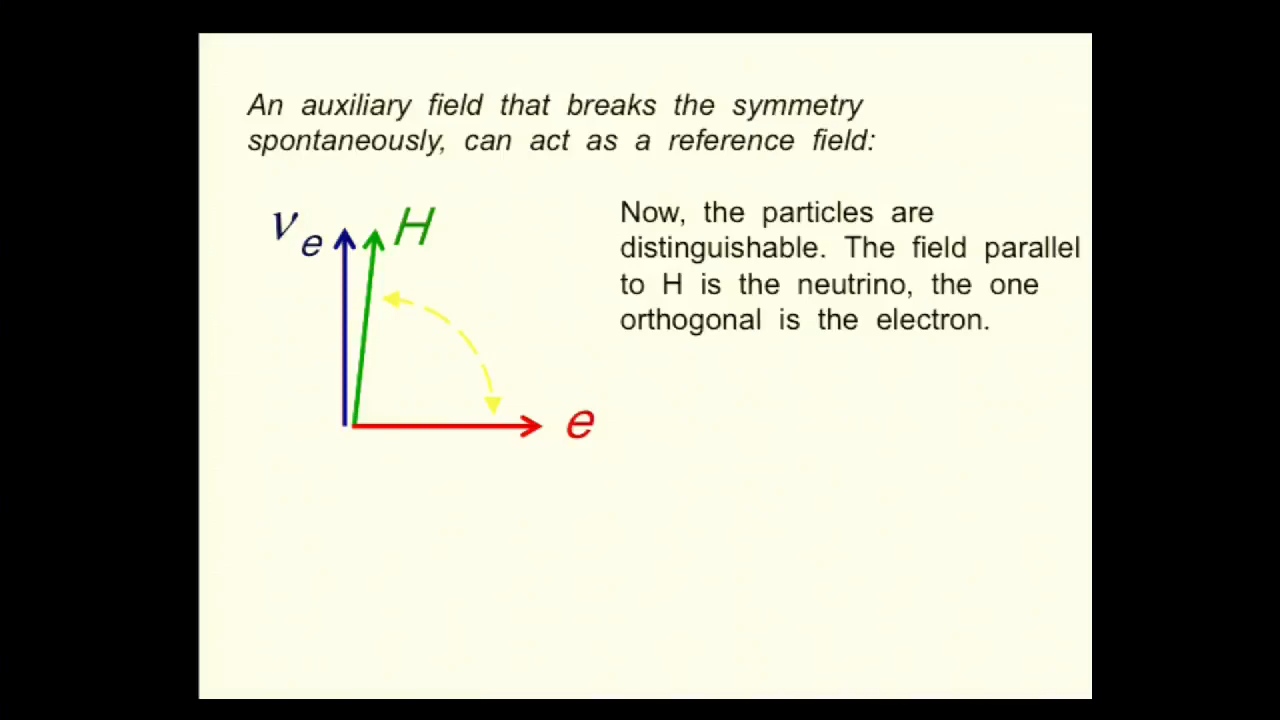 An auxiliary field that breaks the symmetry
spontaneously, can act as a reference field:
ν e
H
Now, the particles are
distinguishable. The field parallel
to H is the neutrino, the one
orthogonal is the electron.
e